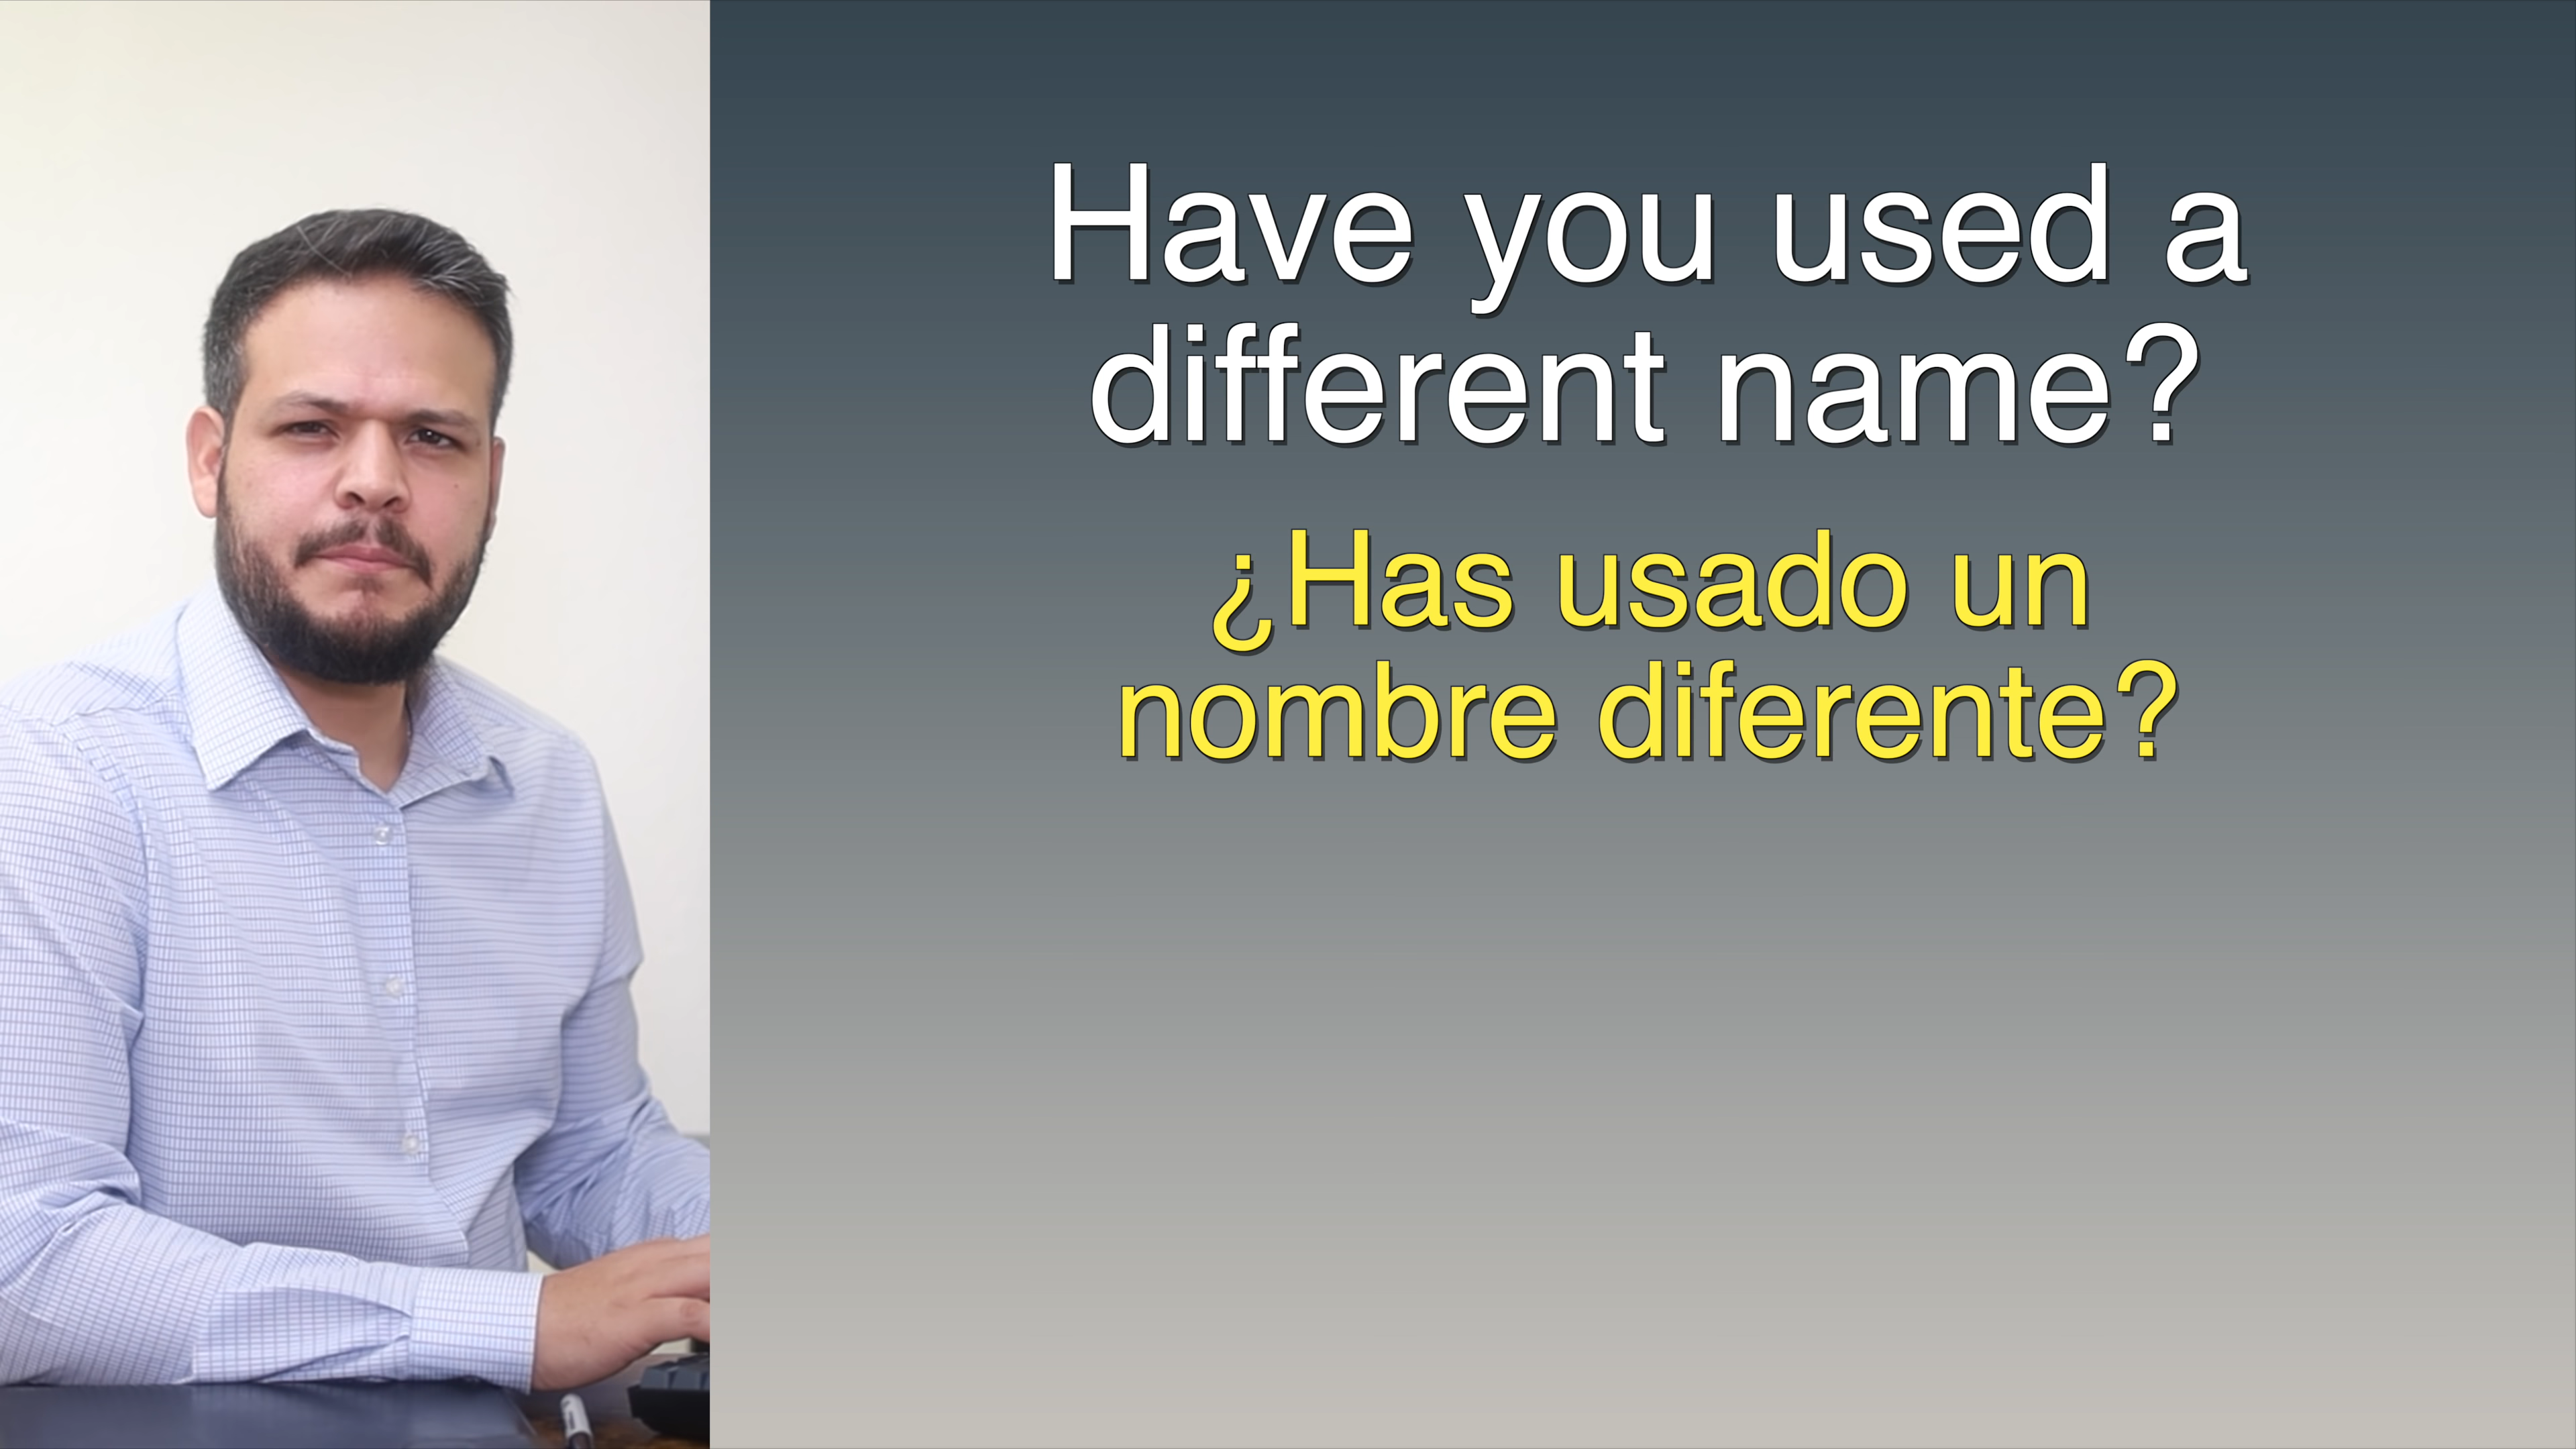 Have you used a
different name?
¿Has usado un
nombre diferente?